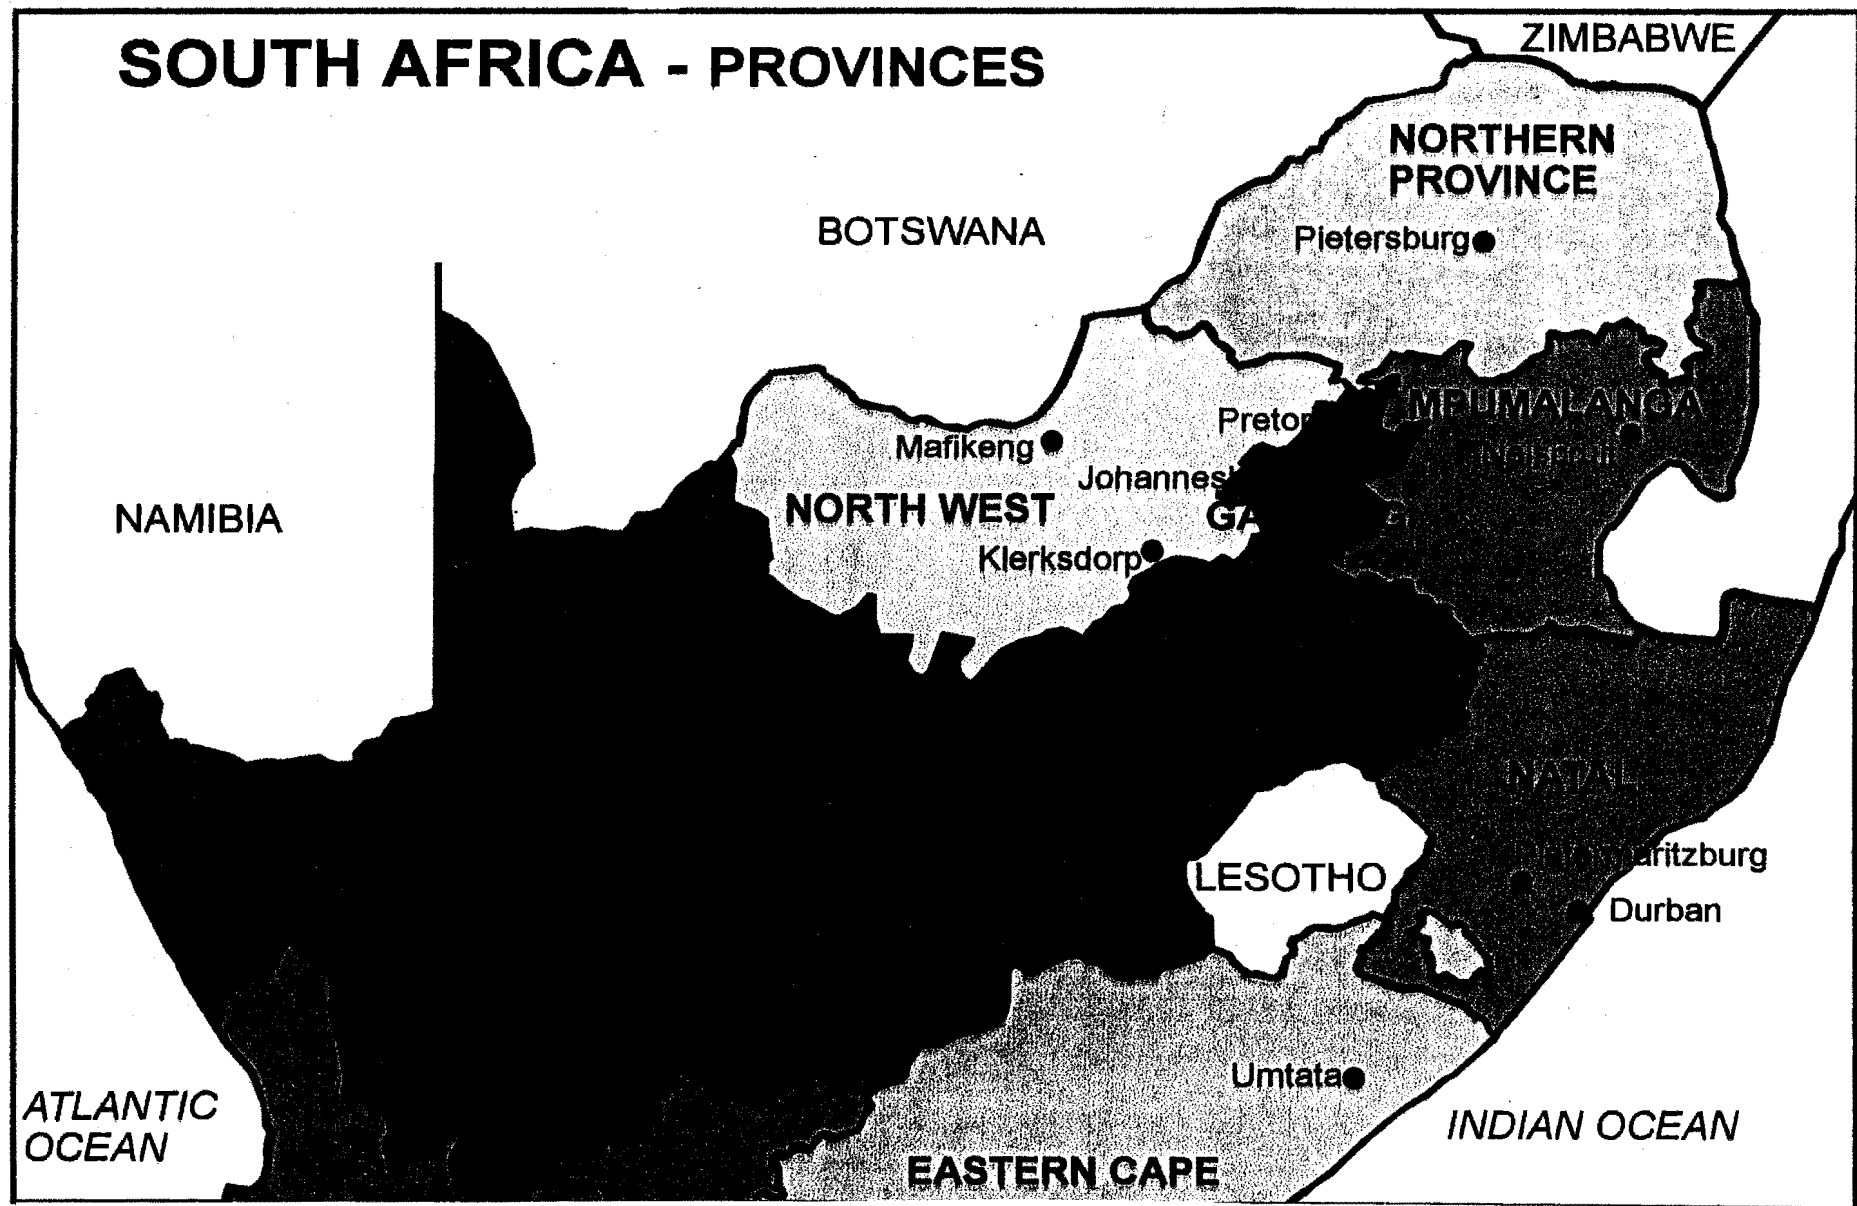 SOUTH AFRICA - PROVINCES
ZIMBABWE
NORTHERN
PROVINCE
Pietersburg
BOTSWANA
MPUMALANGA
Mafikeng
NORTH WEST
Klerksdorp
NAMIBIA
NATAL
LESOTHO
Durban
Umtata
ATLANTIC
OCEAN
INDIAN OCEAN
EASTERN CAPE